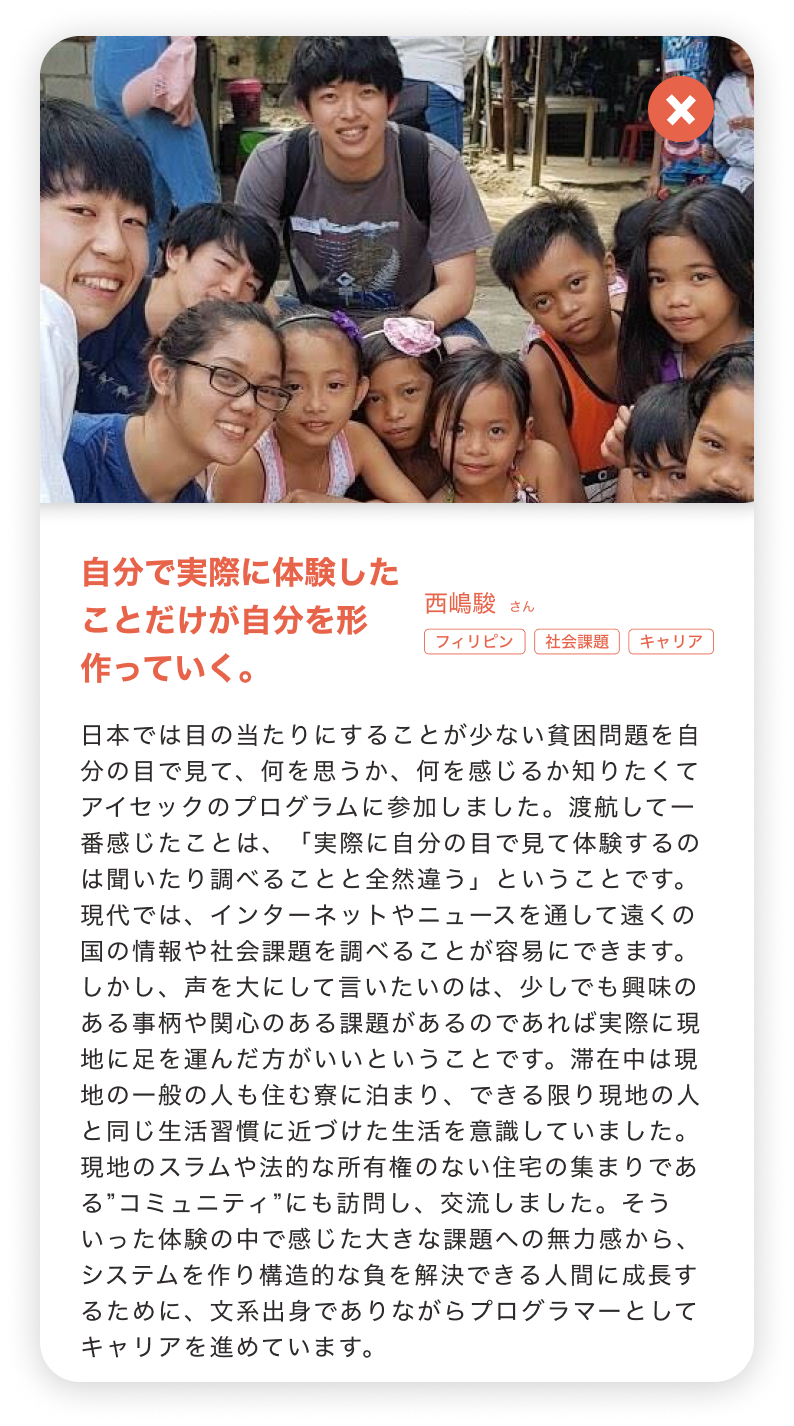 自分で実際に体験した
ことだけが自分を形
作っていく。
西嶋駿 さん
フィリピン 社会課題 キャリア
日本では目の当たりにすることが少ない貧困問題を自
分の目で見て、何を思うか、何を感じるか知りたくて
アイセックのプログラムに参加しました。渡航して一
番感じたことは、「実際に自分の目で見て体験するの
は聞いたり調べることと全然違う」ということです。
現代では、インターネットやニュースを通して遠くの
国の情報や社会課題を調べることが容易にできます。
しかし、声を大にして言いたいのは、少しでも興味の
ある事柄や関心のある課題があるのであれば実際に現
地に足を運んだ方がいいということです。滞在中は現
地の一般の人も住む寮に泊まり、できる限り現地の人
と同じ生活習慣に近づけた生活を意識していました。
現地のスラムや法的な所有権のない住宅の集まりであ
る”コミュニティ”にも訪問し、交流しました。そう
いった体験の中で感じた大きな課題への無力感から、
システムを作り構造的な負を解決できる人間に成長す
るために、文系出身でありながらプログラマーとして
キャリアを進めています。